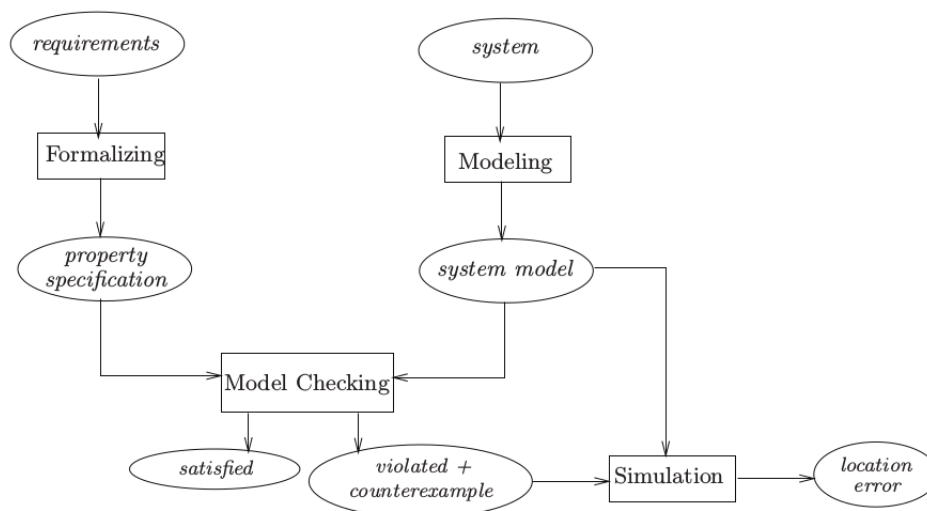 requirements
system
Formalizing
Modeling
property
specification
system model
Model Checking
satisfied
violated +
counterexample
Simulation
location
error